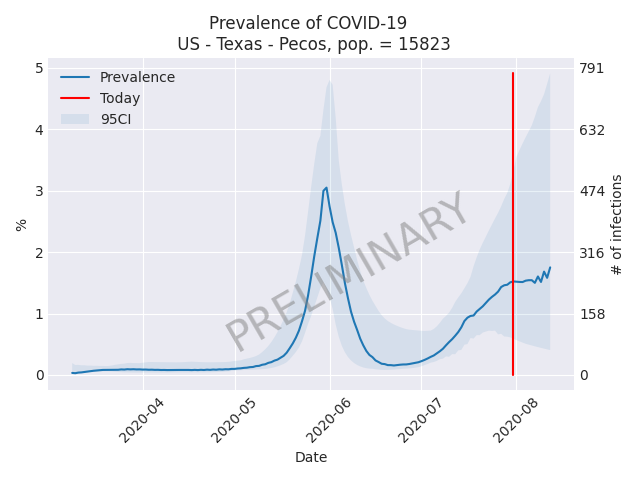 Prevalence of COVID-19
US - Texas - Pecos, pop. = 15823
Prevalence
Today
95CI
PRELIMINARY
5
4
3
2
1
0
%
791
632
474
316
158
0
# of infections
2020-04
2020-05
2020-06
2020-07
2020-08
Date